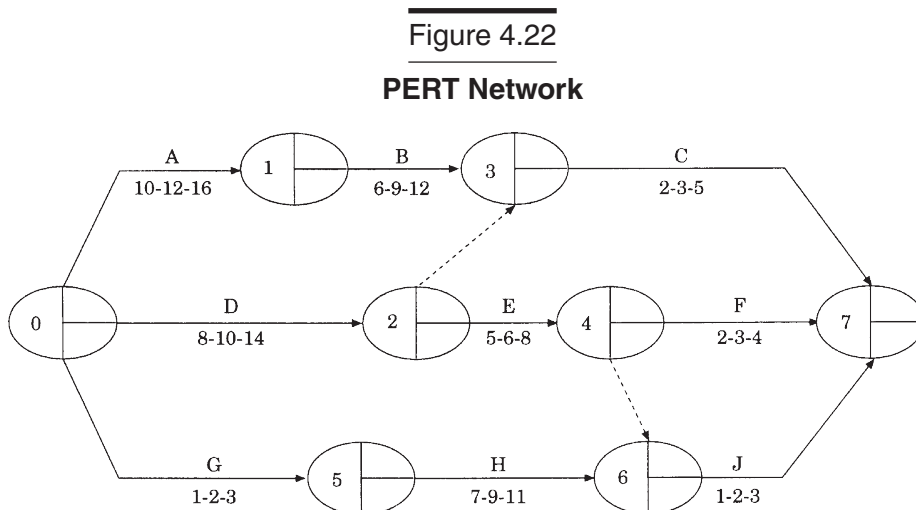 Figure 4.22
PERT Network
A
B
C
1
3
10-12-16
6-9-12
2-3-5
D
E
F
0
2
4
7
8-10-14
5-6-8
2-3-4
G
H
J
5
6
1-2-3
7-9-11
1-2-3